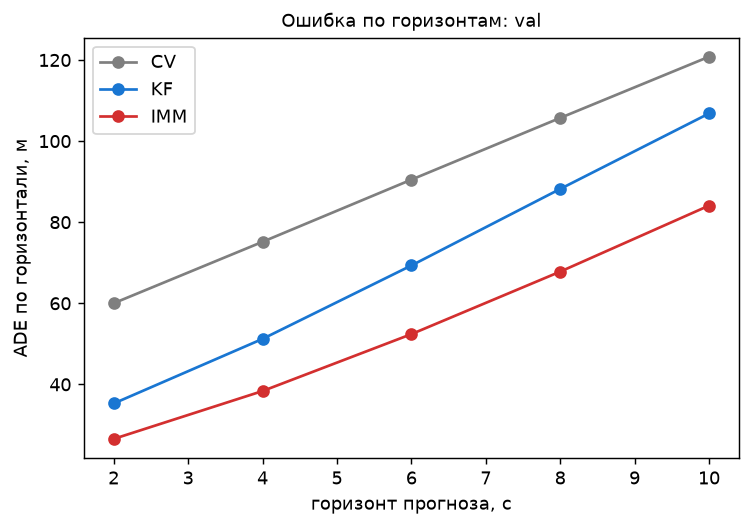 Ошибка по горизонтам: val
CV
KF
IMM
ADE по горизонтали, м
120
100
80
60
40
2 3 4 5 6 7 8 9 10
горизонт прогноза, с